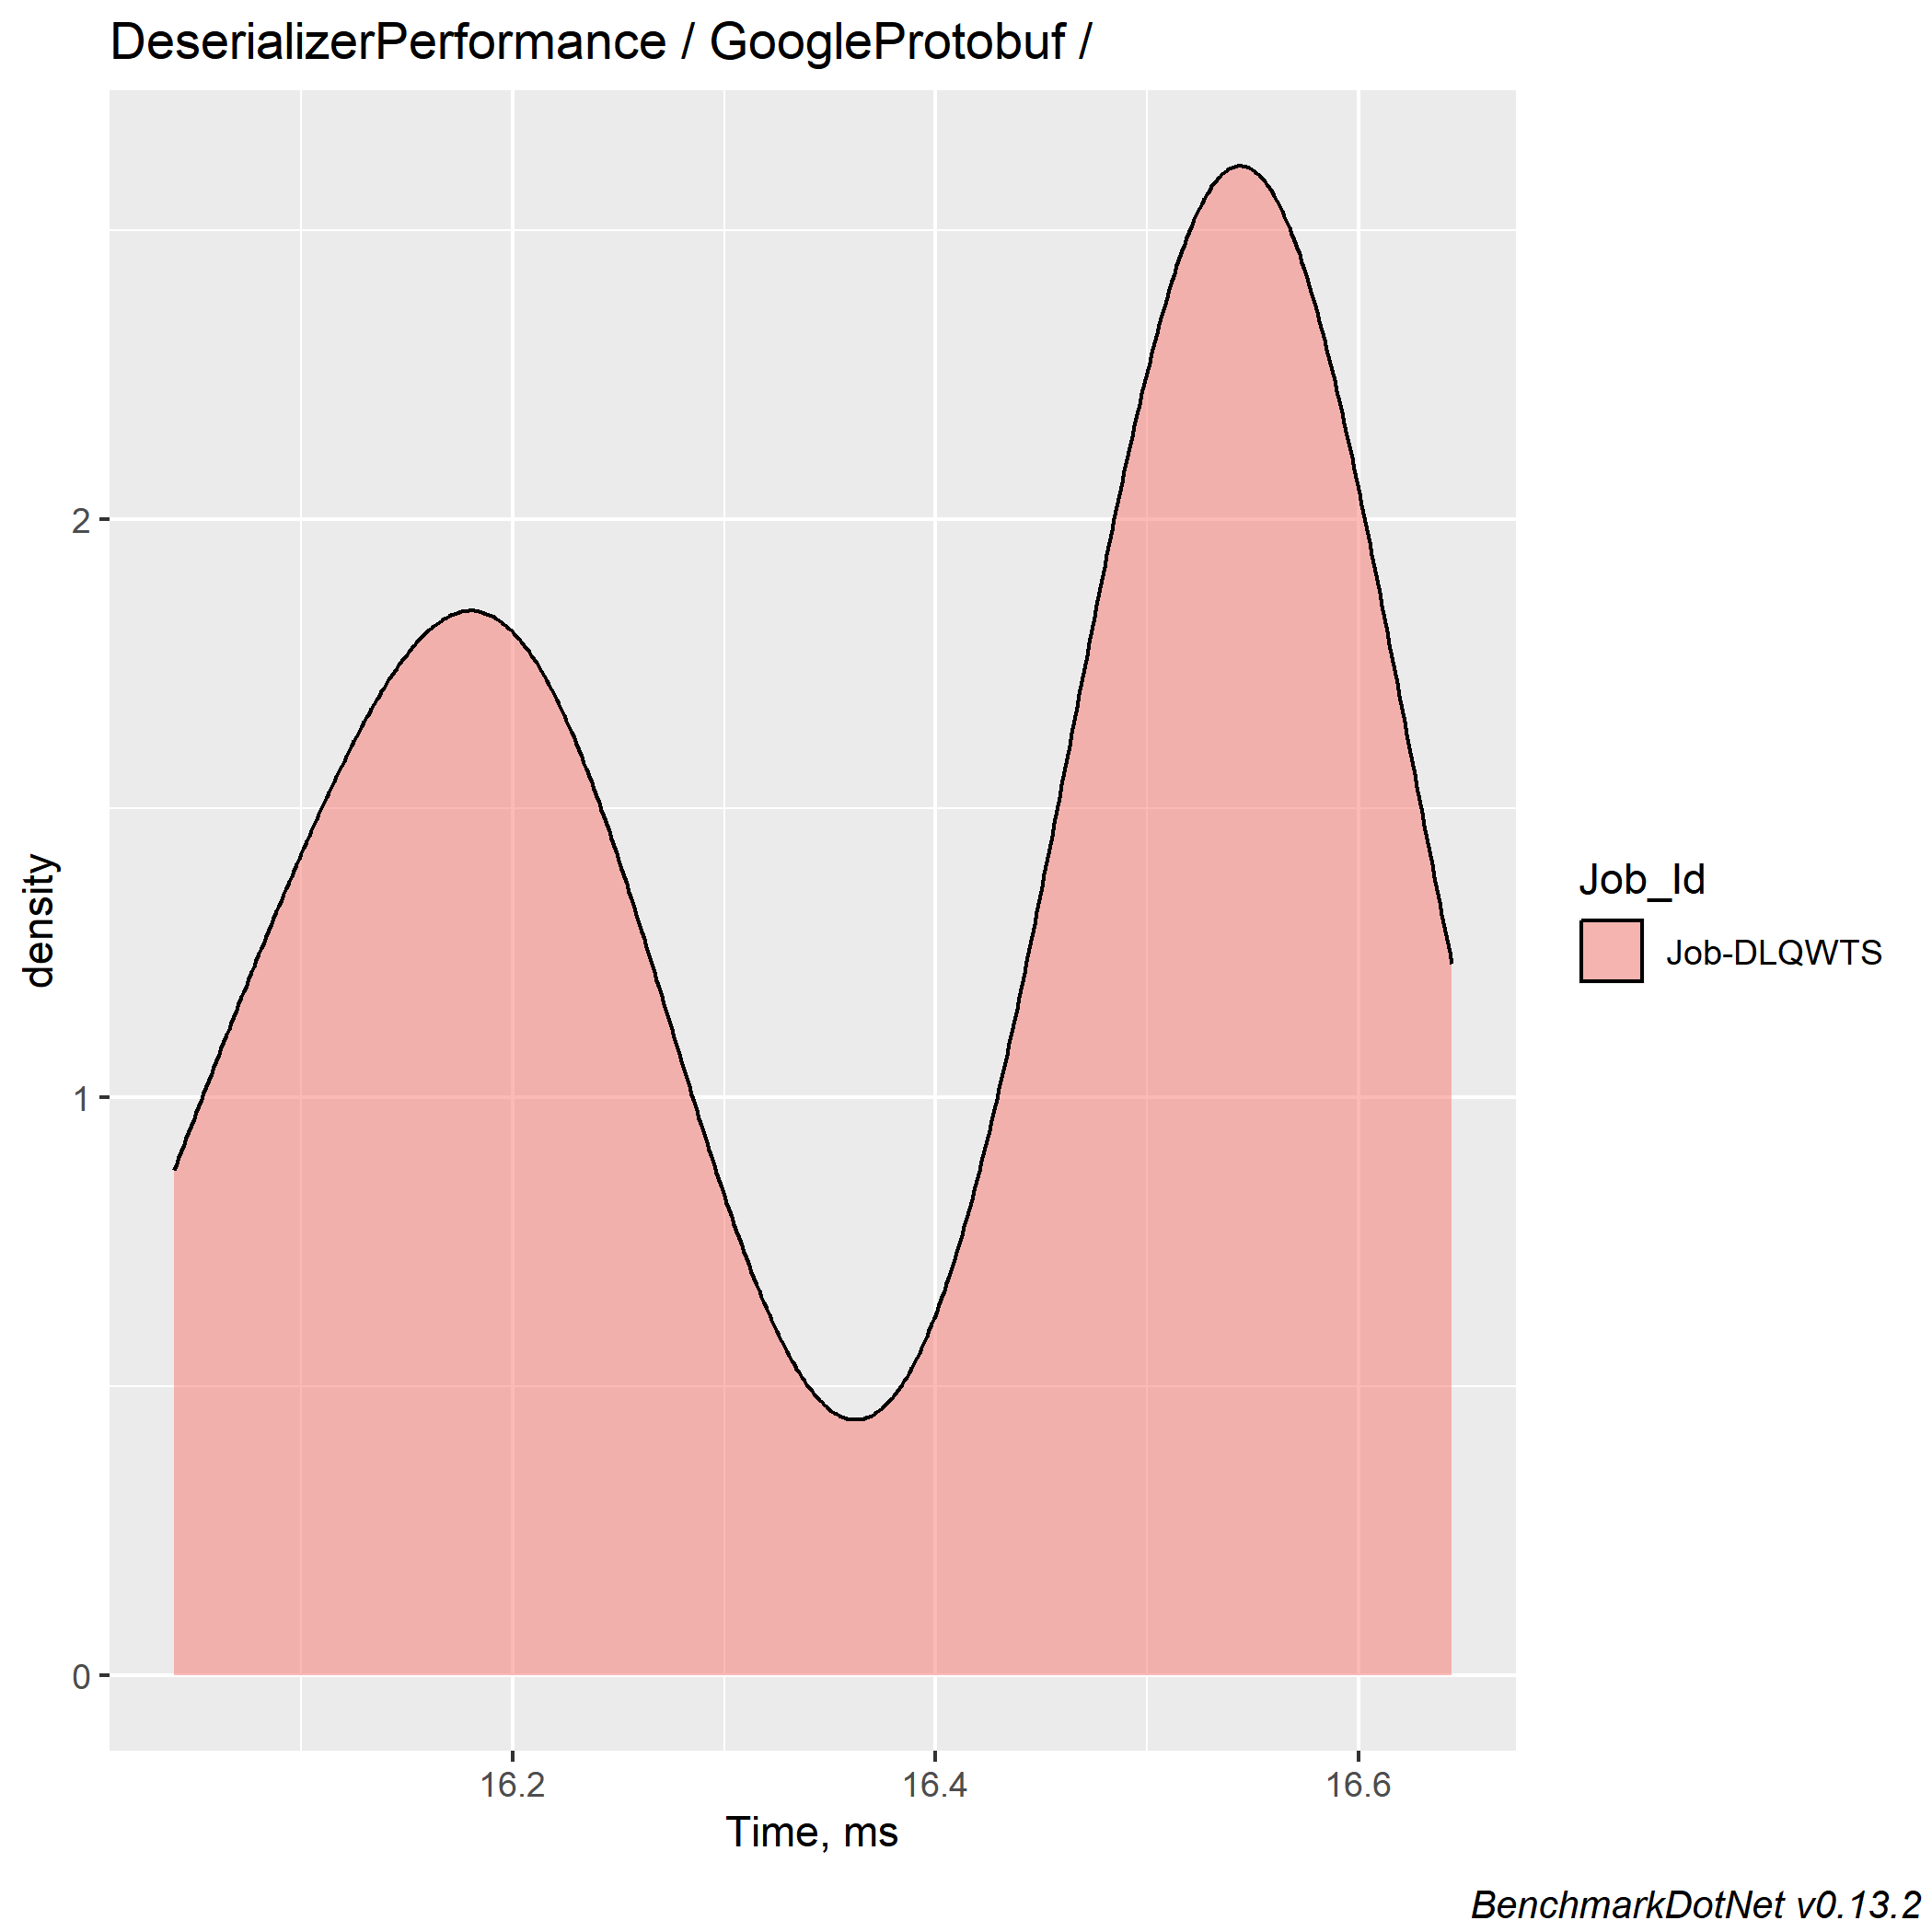 DeserializerPerformance / GoogleProtobuf /
density
2
1
0
16.2 16.4 16.6
Time, ms
Job_Id
Job-DLQWTS
BenchmarkDotNet v0.13.2